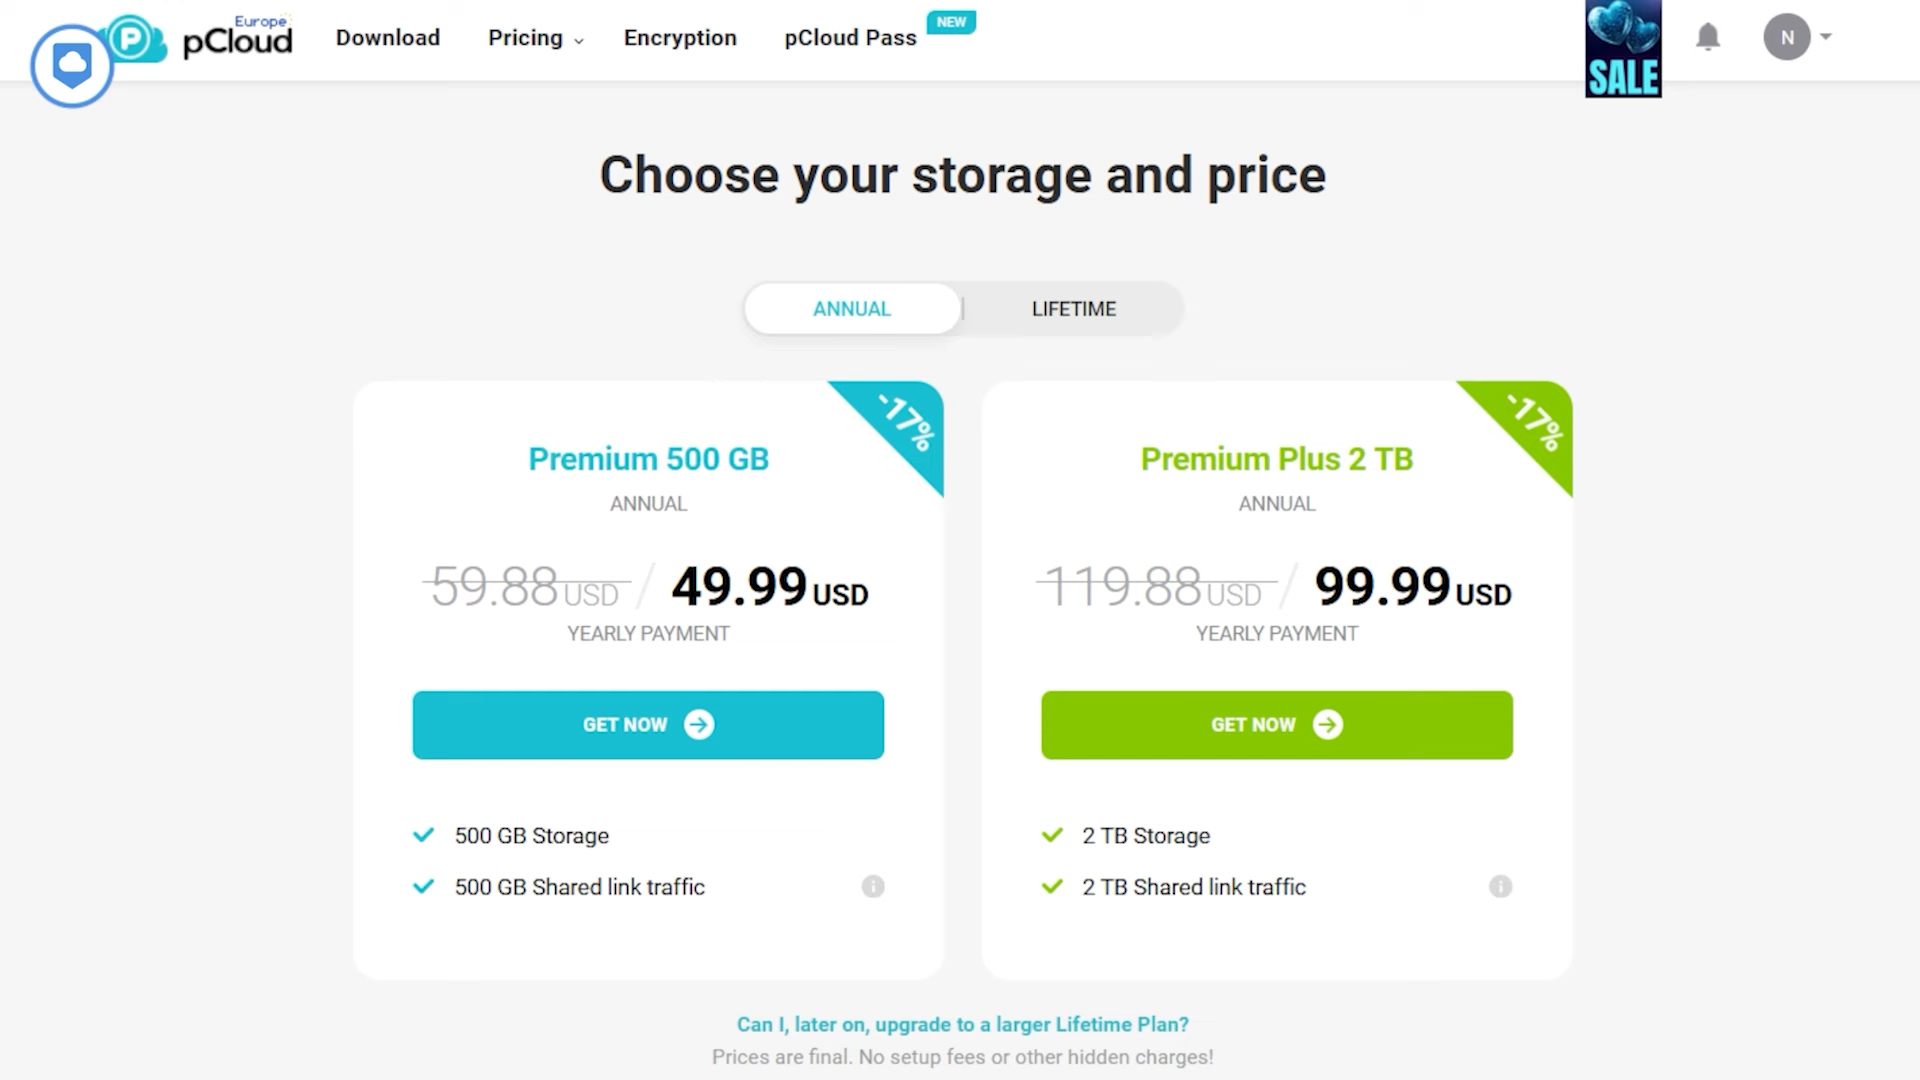 Europe
pCloud
Download
Pricing
Encryption
pCloud Pass
NEW
SALE
N
Choose your storage and price
ANNUAL
LIFETIME
-17%
Premium 500 GB
ANNUAL
59.88 USD / 49.99 USD
YEARLY PAYMENT
GET NOW
500 GB Storage
500 GB Shared link traffic
-17%
Premium Plus 2 TB
ANNUAL
119.88 USD / 99.99 USD
YEARLY PAYMENT
GET NOW
2 TB Storage
2 TB Shared link traffic
Can I, later on, upgrade to a larger Lifetime Plan?
Prices are final. No setup fees or other hidden charges!